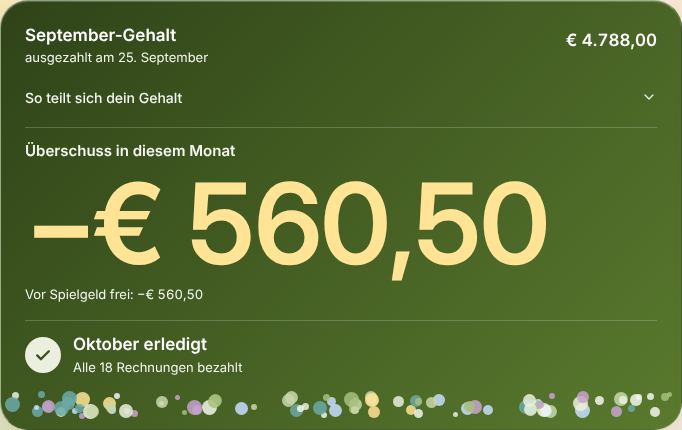 September-Gehalt
€ 4.788,00
ausgezahlt am 25. September
So teilt sich dein Gehalt
Überschuss in diesem Monat
–€ 560,50
Vor Spielgeld frei: −€ 560,50
Oktober erledigt
Alle 18 Rechnungen bezahlt